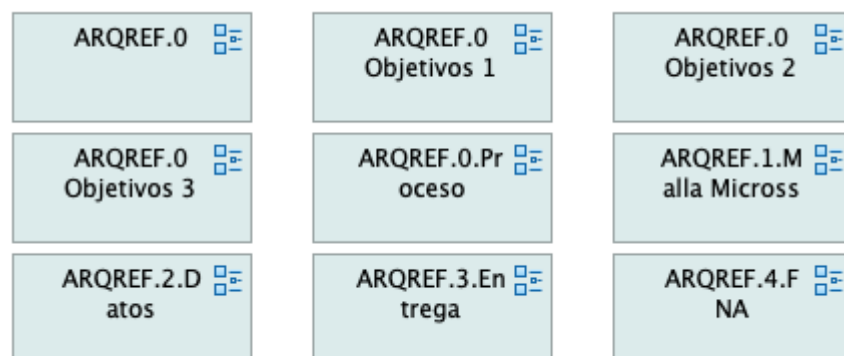 ARQREF.0
ARQREF.0
Objetivos 1
ARQREF.0
Objetivos 2
ARQREF.0
Objetivos 3
ARQREF.0.Pr
oceso
ARQREF.1.M
alla Micross
ARQREF.2.D
atos
ARQREF.3.En
trega
ARQREF.4.F
NA